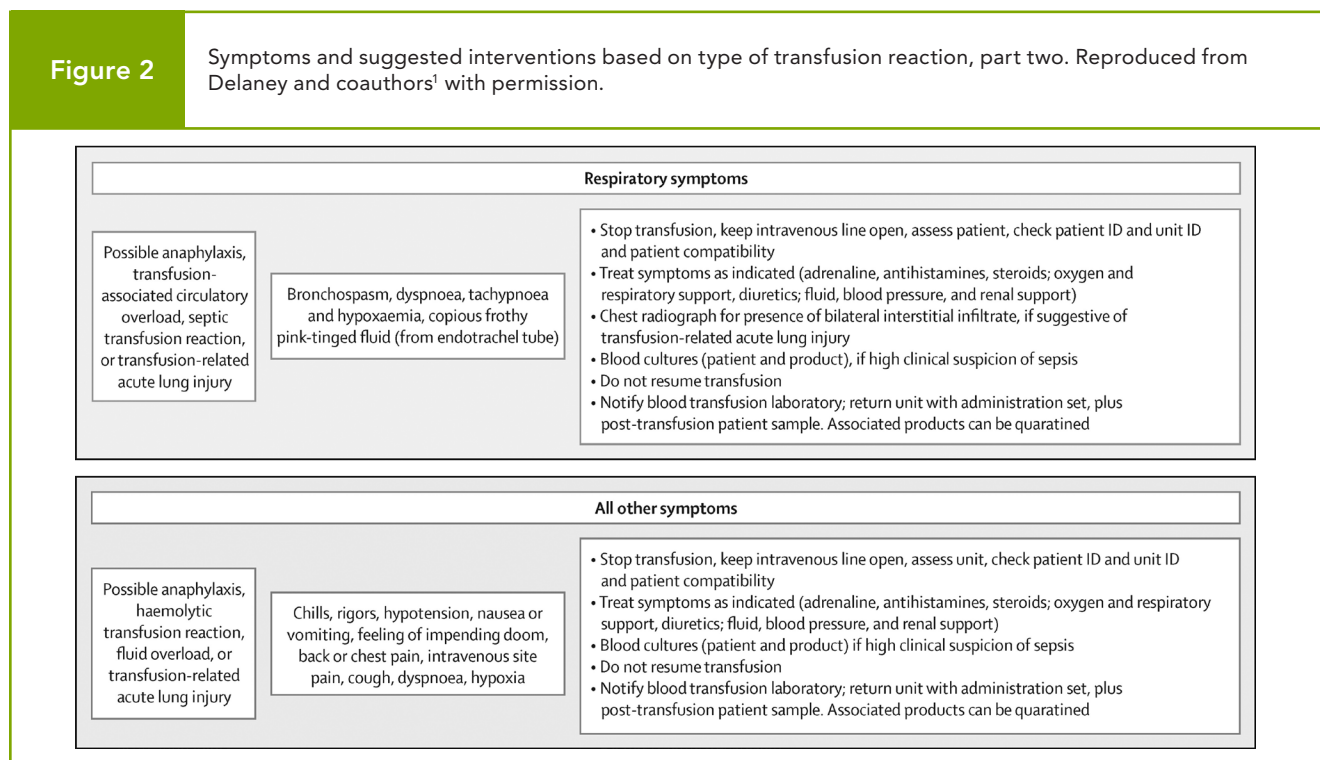 Figure 2
Symptoms and suggested interventions based on type of transfusion reaction, part two. Reproduced from
Delaney and coauthors1 with permission.
Respiratory symptoms
Possible anaphylaxis,
transfusion-
associated circulatory
overload, septic
transfusion reaction,
or transfusion-related
acute lung injury
Bronchospasm, dyspnoea, tachypnoea
and hypoxaemia, copious frothy
pink-tinged fluid (from endotrachel tube)
• Stop transfusion, keep intravenous line open, assess patient, check patient ID and unit ID
and patient compatibility
• Treat symptoms as indicated (adrenaline, antihistamines, steroids; oxygen and
respiratory support, diuretics; fluid, blood pressure, and renal support)
• Chest radiograph for presence of bilateral interstitial infiltrate, if suggestive of
transfusion-related acute lung injury
• Blood cultures (patient and product), if high clinical suspicion of sepsis
• Do not resume transfusion
• Notify blood transfusion laboratory; return unit with administration set, plus
post-transfusion patient sample. Associated products can be quaratined
All other symptoms
Possible anaphylaxis,
haemolytic
transfusion reaction,
fluid overload, or
transfusion-related
acute lung injury
Chills, rigors, hypotension, nausea or
vomiting, feeling of impending doom,
back or chest pain, intravenous site
pain, cough, dyspnoea, hypoxia
• Stop transfusion, keep intravenous line open, assess unit, check patient ID and unit ID
and patient compatibility
• Treat symptoms as indicated (adrenaline, antihistamines, steroids; oxygen and respiratory
support, diuretics; fluid, blood pressure, and renal support)
• Blood cultures (patient and product) if high clinical suspicion of sepsis
• Do not resume transfusion
• Notify blood transfusion laboratory; return unit with administration set, plus
post-transfusion patient sample. Associated products can be quaratined